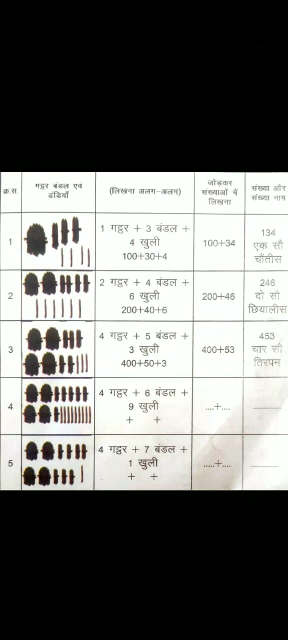 क्र.स.
गट्ठर बंडल एवं
डंडियाँ
(लिखना अलग-अलग)
जोड़कर
संख्याओं में
लिखना
संख्या और
संख्या नाम
1
1 गट्ठर + 3 बंडल +
4 खुली
100+30+4
100+34
134
एक सौ
चौंतीस
2
2 गट्ठर + 4 बंडल +
6 खुली
200+40+6
200+46
246
दो सौ
छियालीस
3
4 गट्ठर + 5 बंडल +
3 खुली
400+50+3
400+53
453
चार सौ
तिरपन
4
4 गट्ठर + 6 बंडल +
9 खुली
+ +
....+....
..........
5
4 गट्ठर + 7 बंडल +
1 खुली
+ +
.....+....
..........